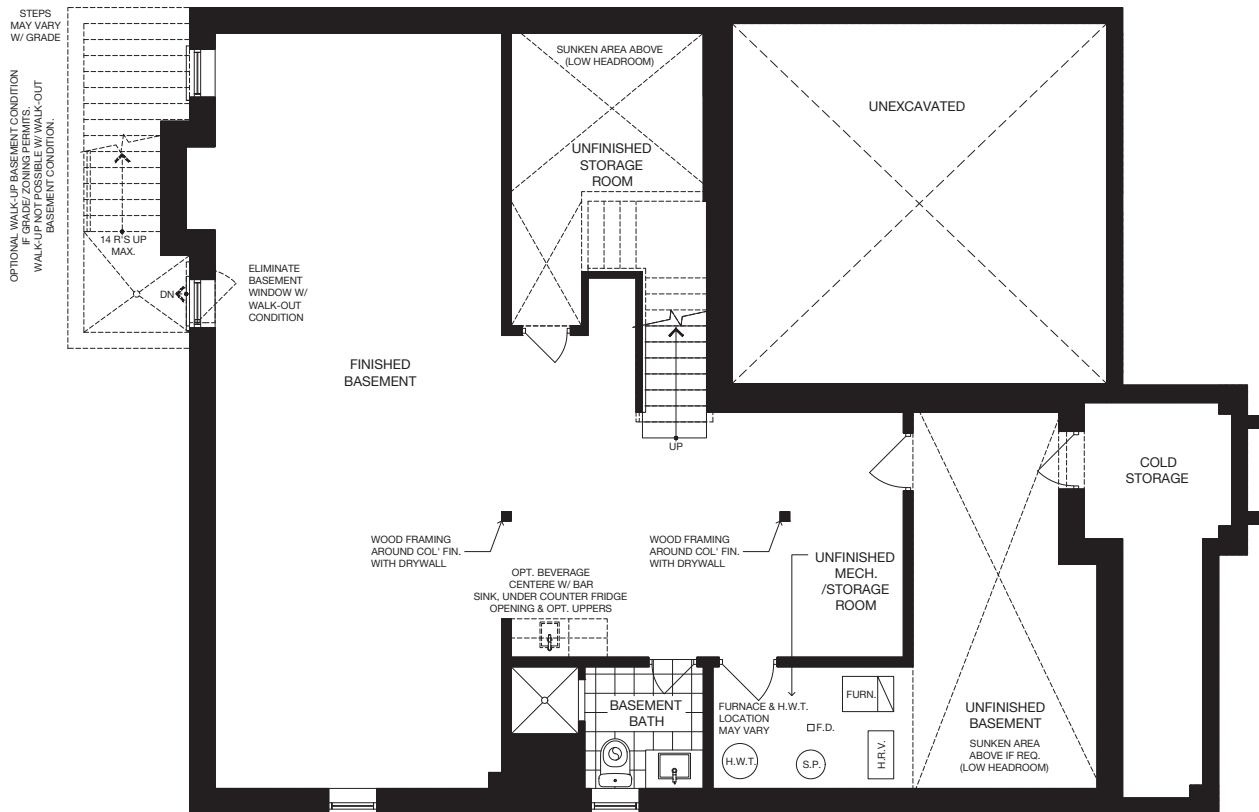 STEPS
MAY VARY
W/ GRADE
OPTIONAL WALK-UP BASEMENT CONDITION
IF GRADE/ ZONING PERMITS.
WALK-UP NOT POSSIBLE W/ WALK-OUT
BASEMENT CONDITION.
14 R'S UP
MAX.
DN
ELIMINATE
BASEMENT
WINDOW W/
WALK-OUT
CONDITION
FINISHED
BASEMENT
SUNKEN AREA ABOVE
(LOW HEADROOM)
UNFINISHED
STORAGE
ROOM
UNEXCAVATED
UP
COLD
STORAGE
WOOD FRAMING
AROUND COL' FIN.
WITH DRYWALL
WOOD FRAMING
AROUND COL' FIN.
WITH DRYWALL
UNFINISHED
MECH.
/STORAGE
ROOM
OPT. BEVERAGE
CENTERE W/ BAR
SINK, UNDER COUNTER FRIDGE
OPENING & OPT. UPPERS
BASEMENT
BATH
FURNACE & H.W.T.
LOCATION
MAY VARY
FURN.
F.D.
H.W.T.
S.P.
H.R.V.
UNFINISHED
BASEMENT
SUNKEN AREA
ABOVE IF REQ.
(LOW HEADROOM)